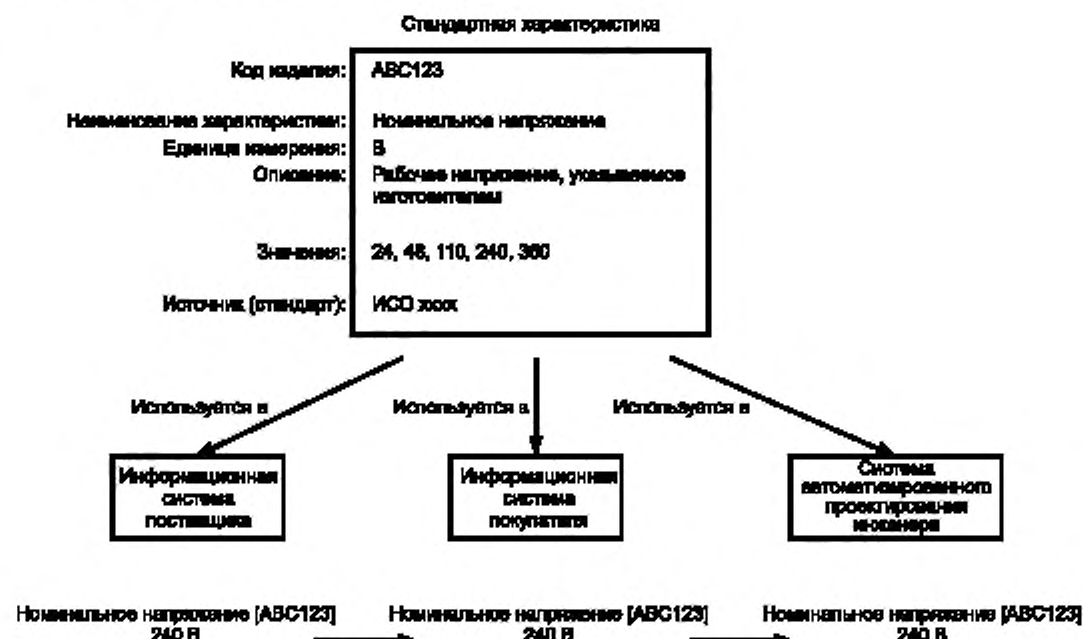 Стандартная характеристика
Код изделия: ABC123
Наименование характеристики: Номинальное напряжение
Единица измерения: В
Описание: Рабочее напряжение, указываемое
изготовителем
Значения: 24, 48, 110, 240, 360
Источник (стандарт): ИСО xxxx
Используется в Используется в Используется в
Информационная
система
поставщика
Информационная
система
покупателя
Система
автоматизированного
проектирования
инженера
Номинальное напряжение [ABC123] Номинальное напряжение [ABC123] Номинальное напряжение [ABC123]
240 В 240 В 240 В